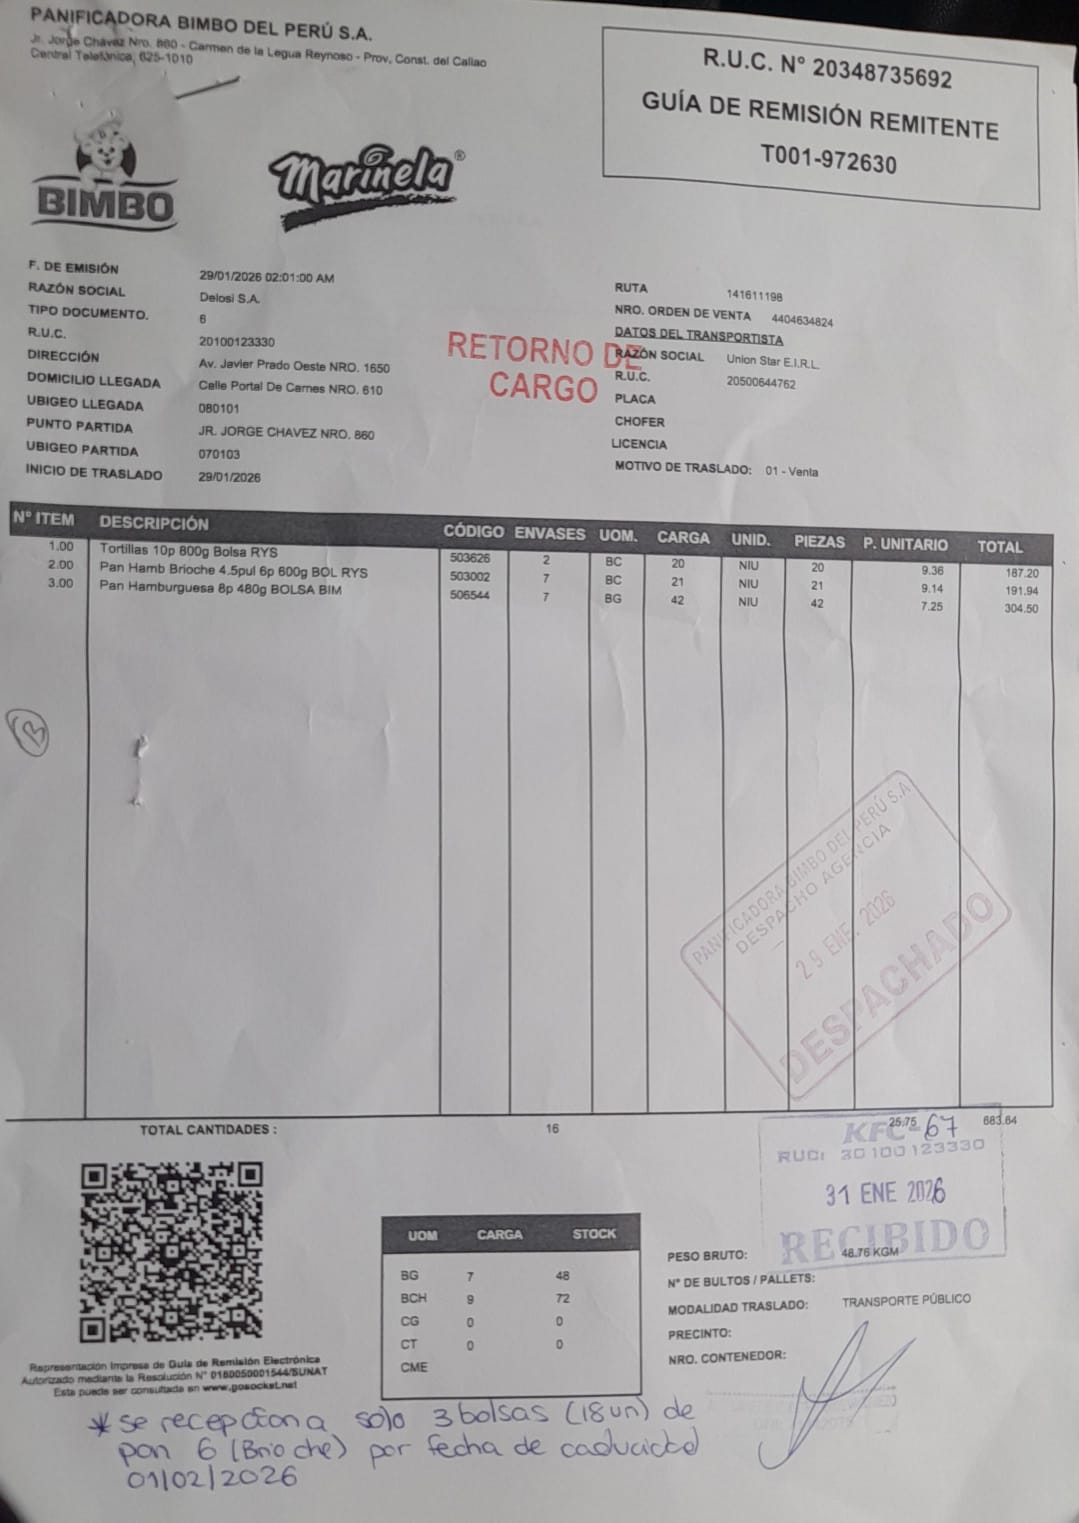 PANIFICADORA BIMBO DEL PERÚ S.A.
Jr. Jorge Chávez Nro. 860 - Carmen de la Legua Reynoso - Prov. Const. del Callao
Central Telefónica, 625-1010
R.U.C. N° 20348735692
GUÍA DE REMISIÓN REMITENTE
T001-972630
BIMBO
Marinela ®
F. DE EMISIÓN 29/01/2026 02:01:00 AM
RAZÓN SOCIAL Delosi S.A.
TIPO DOCUMENTO. 6
R.U.C. 20100123330
DIRECCIÓN Av. Javier Prado Oeste NRO. 1650
DOMICILIO LLEGADA Calle Portal De Carnes NRO. 610
UBIGEO LLEGADA 080101
PUNTO PARTIDA JR. JORGE CHAVEZ NRO. 860
UBIGEO PARTIDA 070103
INICIO DE TRASLADO 29/01/2026
RETORNO DE
CARGO
RUTA 141611198
NRO. ORDEN DE VENTA 4404634824
DATOS DEL TRANSPORTISTA
RAZÓN SOCIAL Union Star E.I.R.L.
R.U.C. 20500644762
PLACA
CHOFER
LICENCIA
MOTIVO DE TRASLADO: 01 - Venta
N° ITEM DESCRIPCIÓN CÓDIGO ENVASES UOM. CARGA UNID. PIEZAS P. UNITARIO TOTAL
1.00 Tortillas 10p 800g Bolsa RYS 503626 2 BC 20 NIU 20 9.36 187.20
2.00 Pan Hamb Brioche 4.5pul 6p 600g BOL RYS 503002 7 BC 21 NIU 21 9.14 191.94
3.00 Pan Hamburguesa 8p 480g BOLSA BIM 506544 7 BG 42 NIU 42 7.25 304.50
B
PANIFICADORA BIMBO DEL PERÚ S.A
DESPACHO AGENCIA
29 ENE. 2026
DESPACHADO
TOTAL CANTIDADES : 16 25.75 683.64
KFC - 67
RUC: 20100123330
31 ENE 2026
RECIBIDO
UOM CARGA STOCK
BG 7 48
BCH 9 72
CG 0 0
CT 0 0
CME
PESO BRUTO: 48.76 KGM
N° DE BULTOS / PALLETS:
MODALIDAD TRASLADO: TRANSPORTE PÚBLICO
PRECINTO:
NRO. CONTENEDOR:
Representación Impresa de Guía de Remisión Electrónica
Autorizado mediante la Resolución N° 0180050001544/SUNAT
Esta puede ser consultada en www.gosocket.net
* se recepciona solo 3 bolsas (18un) de
pan 6 (Brioche) por fecha de caducidad
01/02/2026